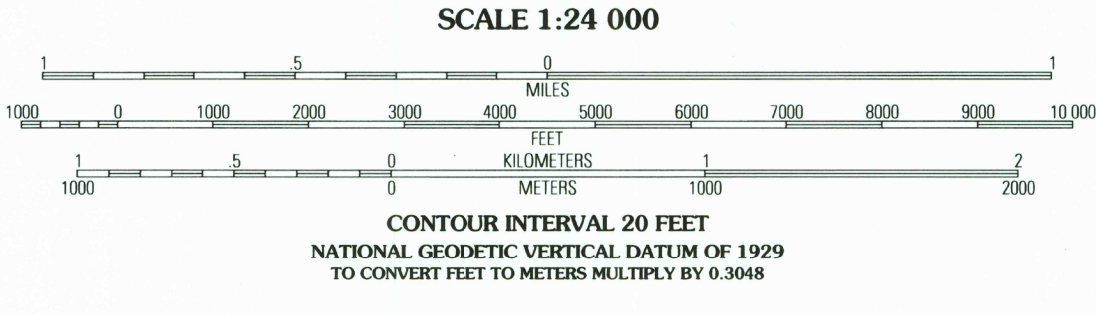 SCALE 1:24 000
1 .5 0 1
MILES
1000 0 1000 2000 3000 4000 5000 6000 7000 8000 9000 10 000
FEET
1 .5 0 KILOMETERS 1 2
1000 0 METERS 1000 2000
CONTOUR INTERVAL 20 FEET
NATIONAL GEODETIC VERTICAL DATUM OF 1929
TO CONVERT FEET TO METERS MULTIPLY BY 0.3048